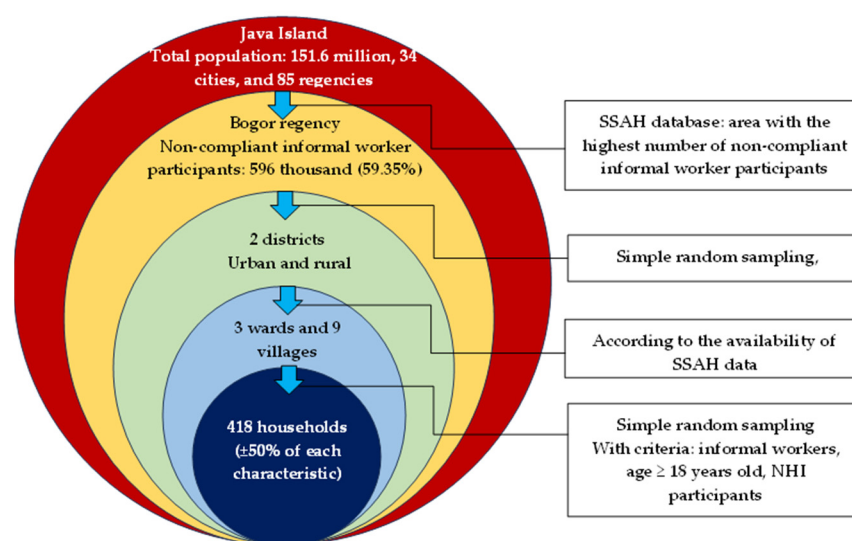 Java Island
Total population: 151.6 million, 34
cities, and 85 regencies
Bogor regency
Non-compliant informal worker
participants: 596 thousand (59.35%)
2 districts
Urban and rural
3 wards and 9
villages
418 households
(±50% of each
characteristic)
SSAH database: area with the
highest number of non-compliant
informal worker participants
Simple random sampling,
According to the availability of
SSAH data
Simple random sampling
With criteria: informal workers,
age ≥ 18 years old, NHI
participants